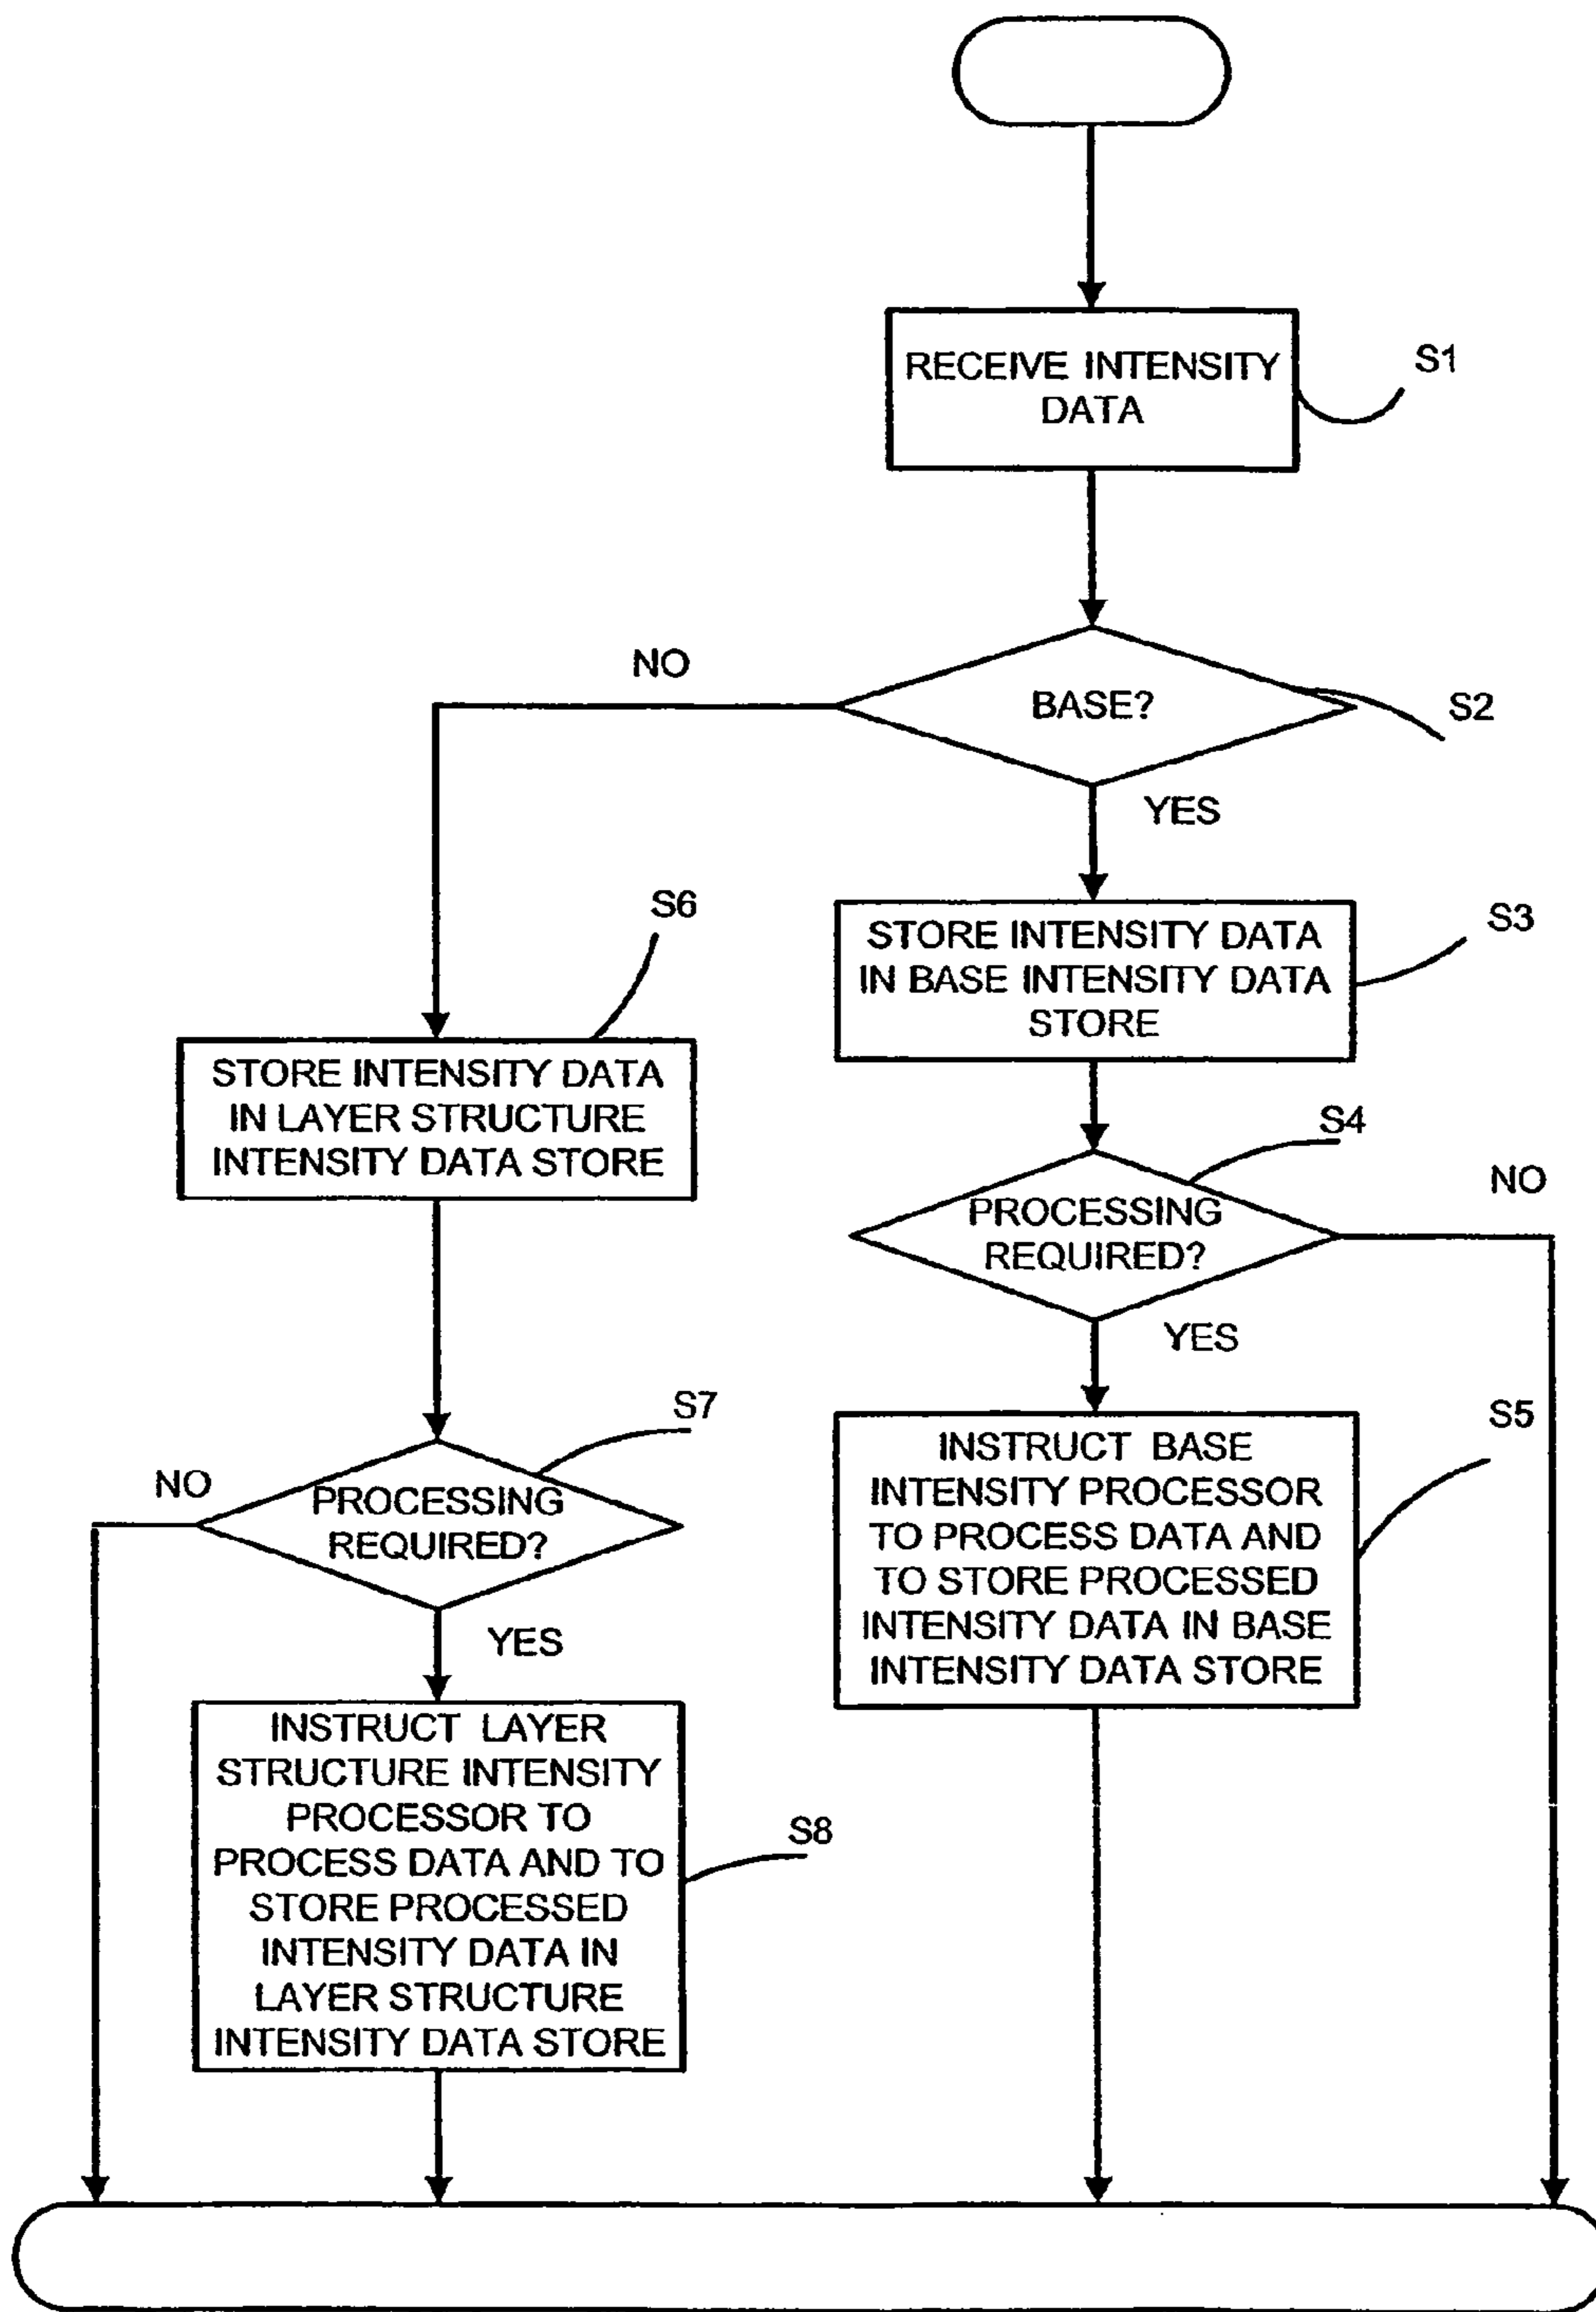 RECEIVE INTENSITY
DATA
S1
NO
BASE?
S2
YES
S6
STORE INTENSITY DATA
IN BASE INTENSITY DATA
STORE
S3
STORE INTENSITY DATA
IN LAYER STRUCTURE
INTENSITY DATA STORE
S4
PROCESSING
REQUIRED?
NO
YES
S7
NO
PROCESSING
REQUIRED?
YES
INSTRUCT BASE
INTENSITY PROCESSOR
TO PROCESS DATA AND
TO STORE PROCESSED
INTENSITY DATA IN BASE
INTENSITY DATA STORE
S5
INSTRUCT LAYER
STRUCTURE INTENSITY
PROCESSOR TO
PROCESS DATA AND TO
STORE PROCESSED
INTENSITY DATA IN
LAYER STRUCTURE
INTENSITY DATA STORE
S8